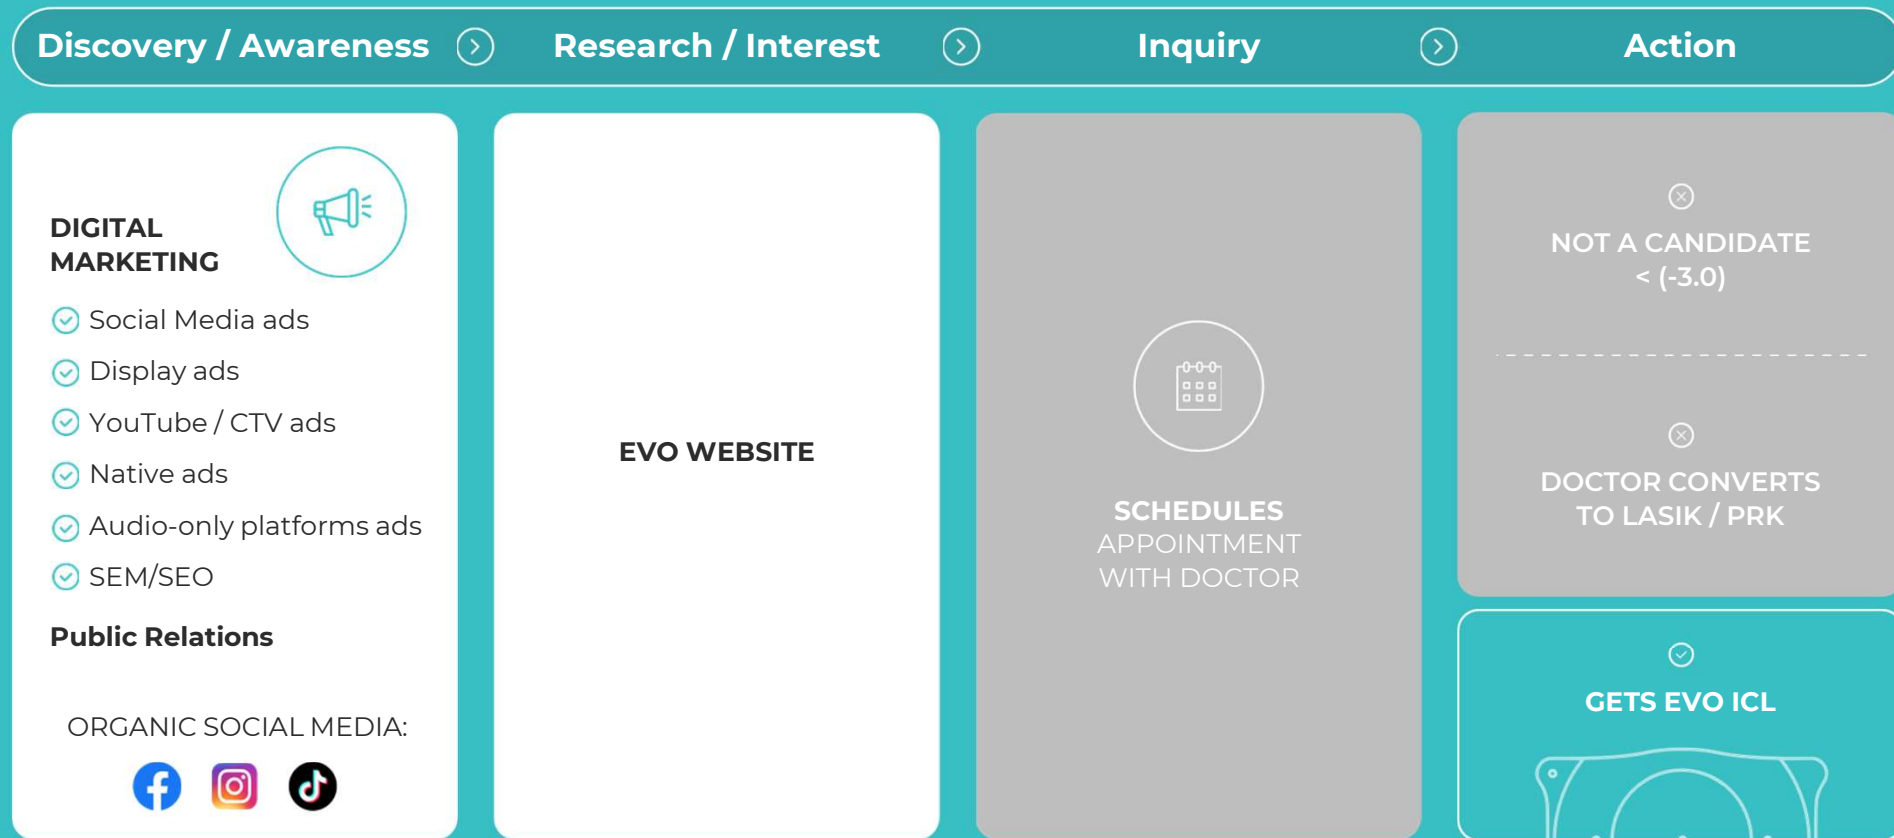 Discovery / Awareness
Research / Interest
Inquiry
Action
DIGITAL
MARKETING
Social Media ads
Display ads
YouTube / CTV ads
Native ads
Audio-only platforms ads
SEM/SEO
Public Relations
ORGANIC SOCIAL MEDIA:
EVO WEBSITE
SCHEDULES
APPOINTMENT
WITH DOCTOR
NOT A CANDIDATE
< (-3.0)
DOCTOR CONVERTS
TO LASIK / PRK
GETS EVO ICL